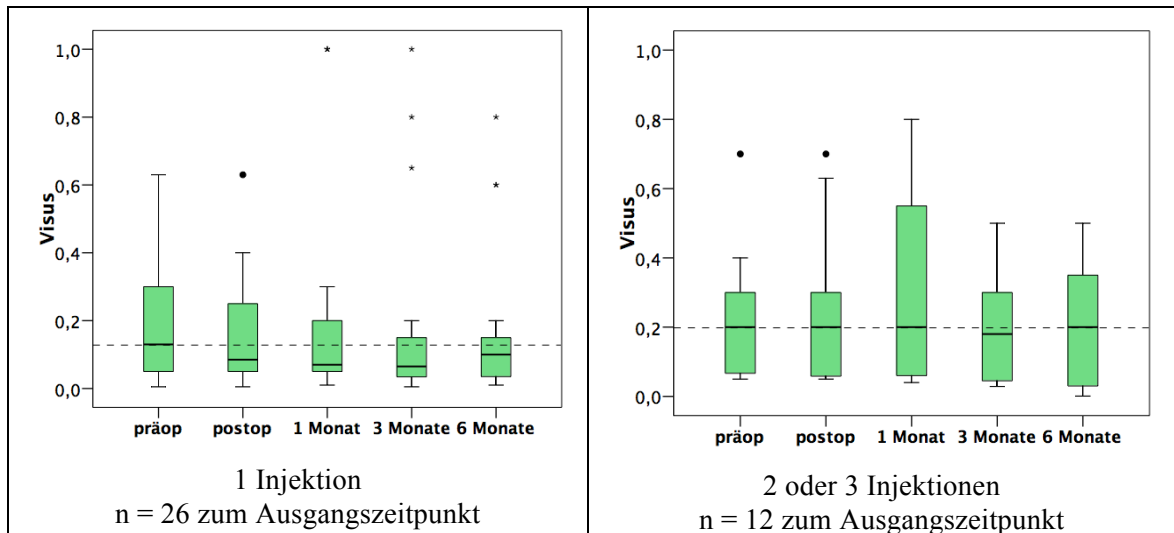 1,0
0,8
0,6
0,4
0,2
0,0
Visus
präop postop 1 Monat 3 Monate 6 Monate
1 Injektion
n = 26 zum Ausgangszeitpunkt
1,0
0,8
0,6
0,4
0,2
0,0
Visus
präop postop 1 Monat 3 Monate 6 Monate
2 oder 3 Injektionen
n = 12 zum Ausgangszeitpunkt